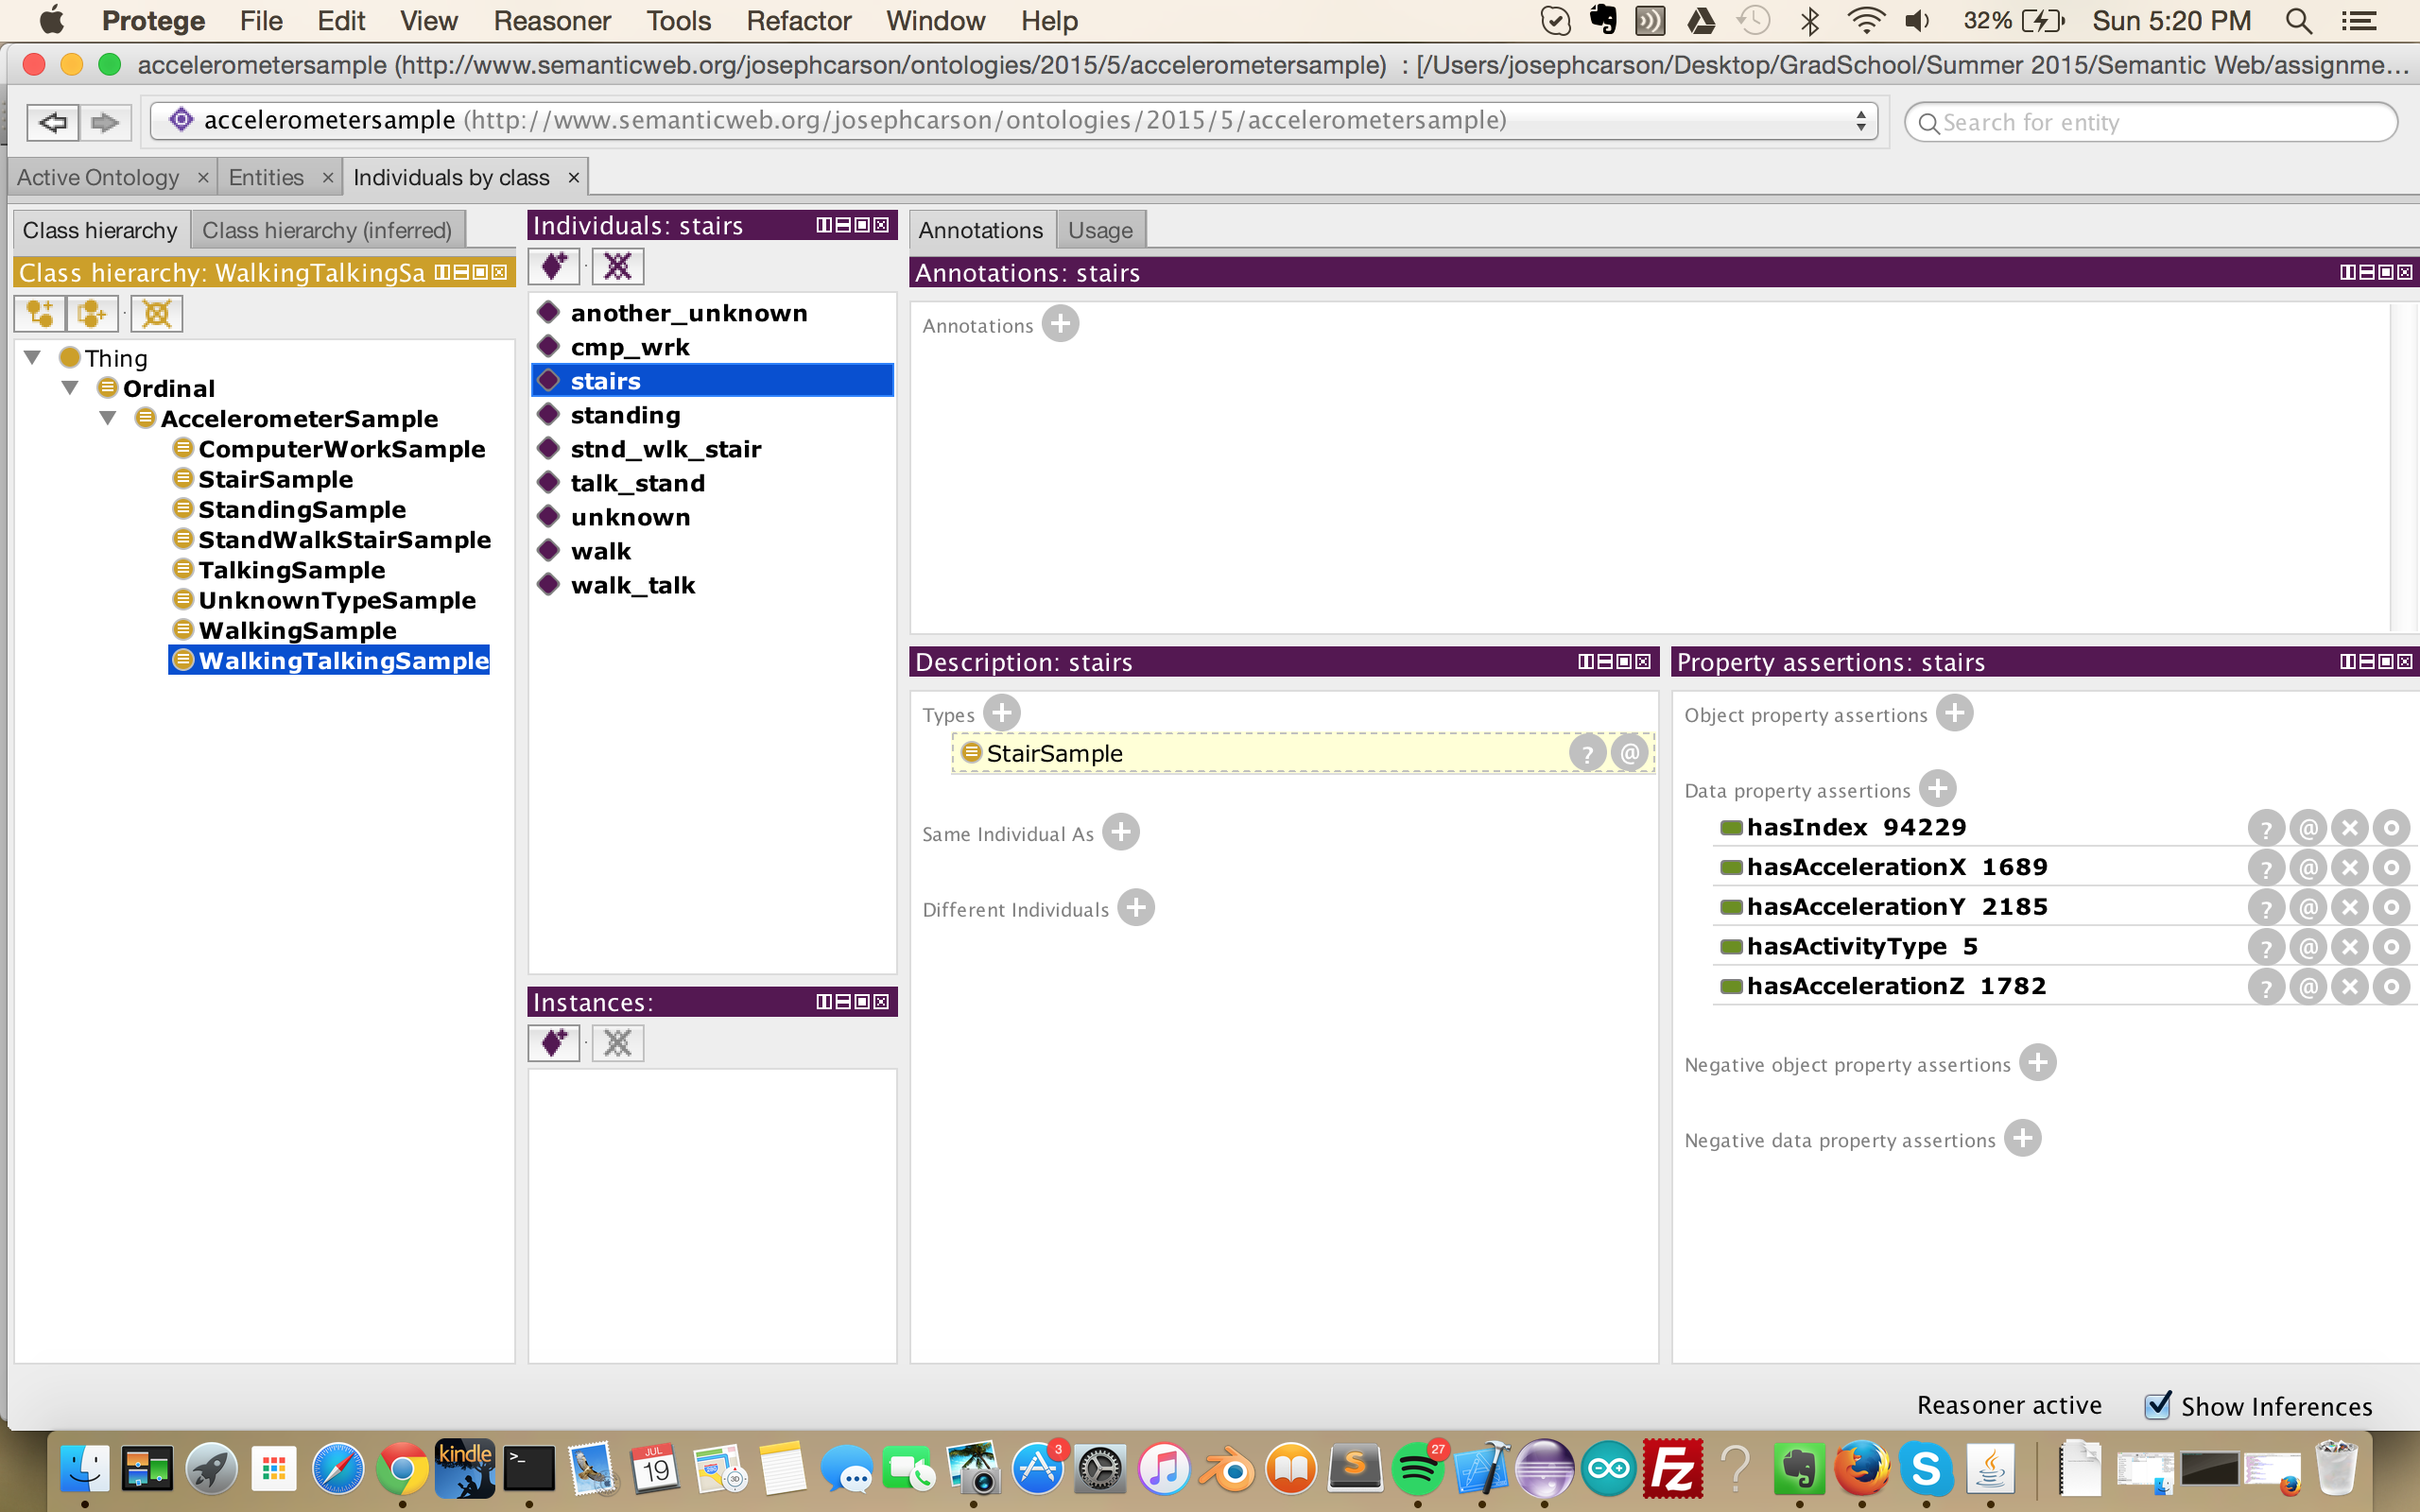 Protege File Edit View Reasoner Tools Refactor Window Help 32% Sun 5:20 PM
accelerometersample (http://www.semanticweb.org/josephcarson/ontologies/2015/5/accelerometersample) : [/Users/josephcarson/Desktop/GradSchool/Summer 2015/Semantic Web/assignme...
accelerometersample (http://www.semanticweb.org/josephcarson/ontologies/2015/5/accelerometersample) Search for entity
Active Ontology × Entities × Individuals by class ×
Class hierarchy Class hierarchy (inferred)
Class hierarchy: WalkingTalkingSa
Thing
Ordinal
AccelerometerSample
ComputerWorkSample
StairSample
StandingSample
StandWalkStairSample
TalkingSample
UnknownTypeSample
WalkingSample
WalkingTalkingSample
Individuals: stairs
another_unknown
cmp_wrk
stairs
standing
stnd_wlk_stair
talk_stand
unknown
walk
walk_talk
Instances:
Annotations Usage
Annotations: stairs
Annotations
Description: stairs
Types
StairSample ? @
Same Individual As
Different Individuals
Property assertions: stairs
Object property assertions
Data property assertions
hasIndex 94229 ? @
hasAccelerationX 1689 ? @
hasAccelerationY 2185 ? @
hasActivityType 5 ? @
hasAccelerationZ 1782 ? @
Negative object property assertions
Negative data property assertions
Reasoner active Show Inferences
kindle >_ JUL 19 3 S 27 Fz ? S